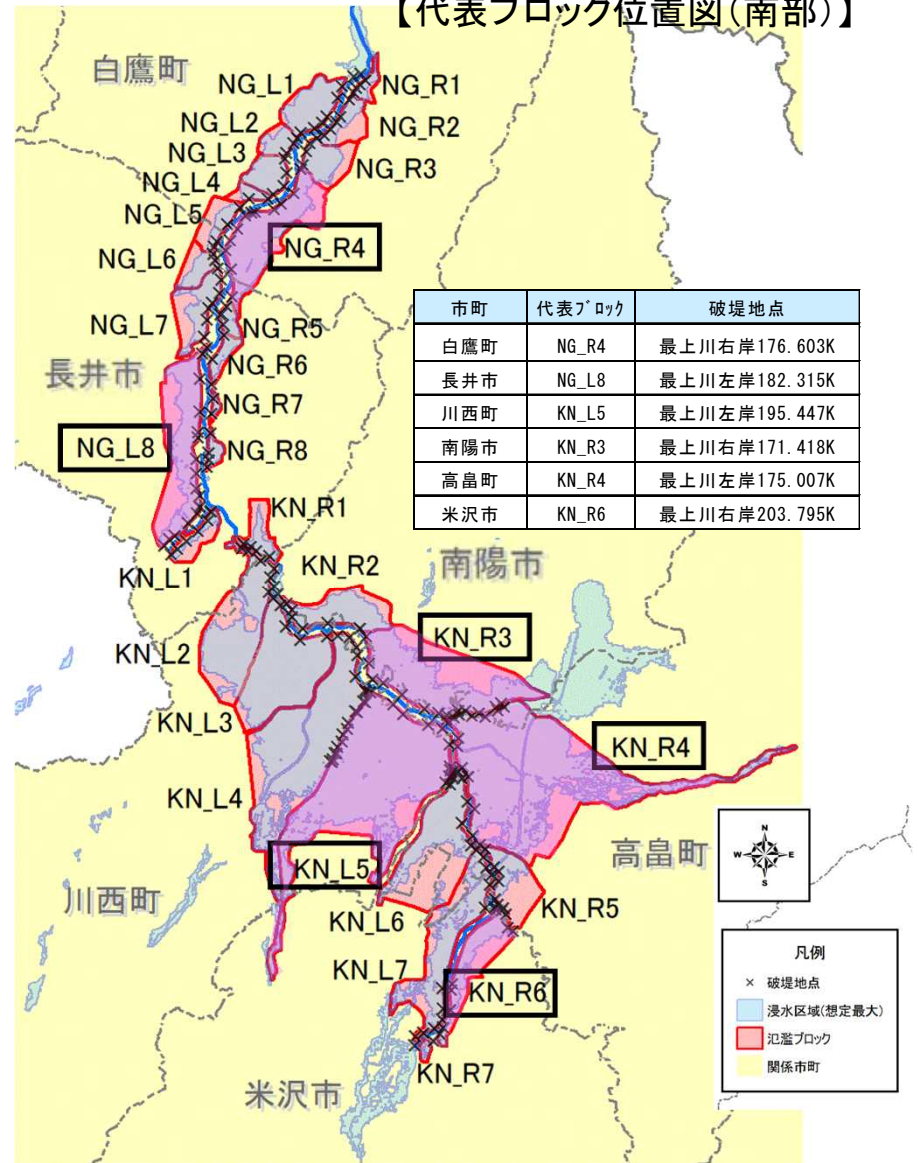 【代表ブロック位置図(南部)】
白鷹町
NG_L1
NG_R1
NG_L2
NG_R2
NG_L3
NG_R3
NG_L4
NG_L5
NG_R4
NG_L6
NG_L7
NG_R5
NG_R6
長井市
NG_R7
NG_L8
NG_R8
市町 代表ブロック 破堤地点
白鷹町 NG_R4 最上川右岸176.603K
長井市 NG_L8 最上川左岸182.315K
川西町 KN_L5 最上川左岸195.447K
南陽市 KN_R3 最上川右岸171.418K
高畠町 KN_R4 最上川左岸175.007K
米沢市 KN_R6 最上川右岸203.795K
KN_R1
KN_L1
KN_R2
南陽市
KN_L2
KN_R3
KN_L3
KN_R4
KN_L4
高畠町
KN_L5
川西町
KN_L6
KN_R5
KN_L7
KN_R6
KN_R7
米沢市
N
W E
S
凡例
× 破堤地点
浸水区域(想定最大)
氾濫ブロック
関係市町